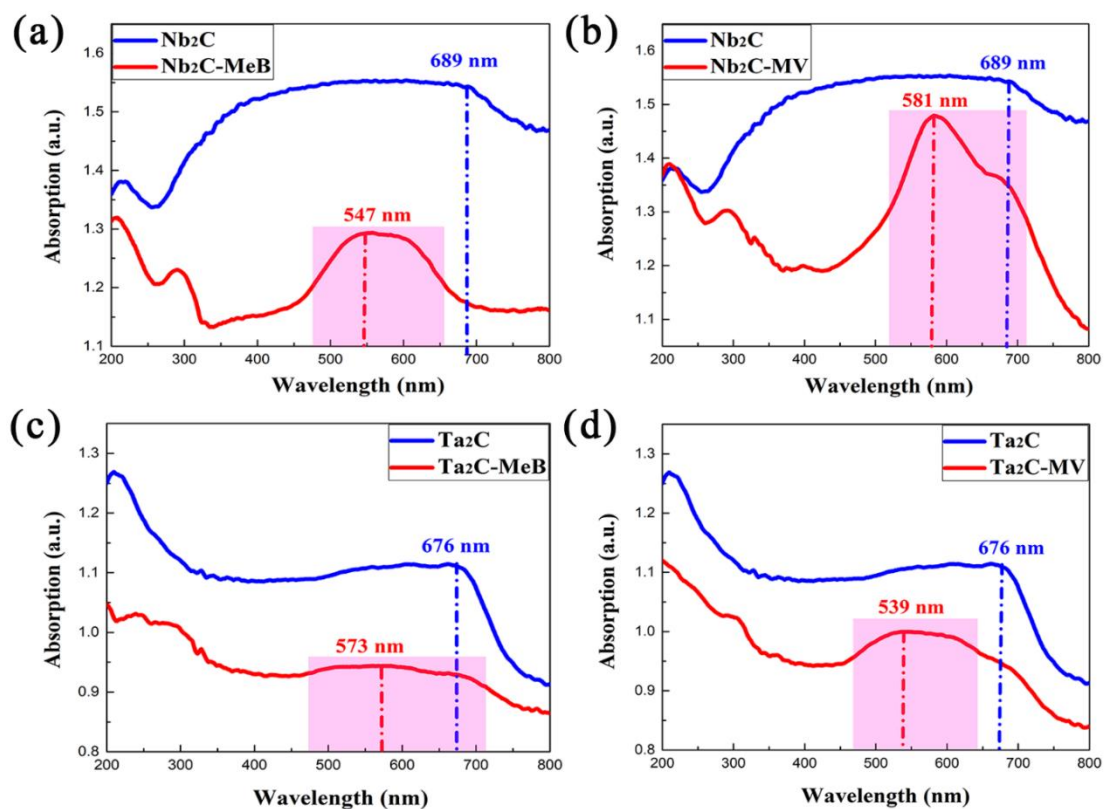 (a)
Nb2C
Nb2C-MeB
689 nm
547 nm
Absorption (a.u.)
1.6
1.5
1.4
1.3
1.2
1.1
200 300 400 500 600 700 800
Wavelength (nm)
(b)
Nb2C
Nb2C-MV
689 nm
581 nm
Absorption (a.u.)
1.6
1.5
1.4
1.3
1.2
1.1
200 300 400 500 600 700 800
Wavelength (nm)
(c)
Ta2C
Ta2C-MeB
676 nm
573 nm
Absorption (a.u.)
1.3
1.2
1.1
1.0
0.9
0.8
200 300 400 500 600 700 800
Wavelength (nm)
(d)
Ta2C
Ta2C-MV
676 nm
539 nm
Absorption (a.u.)
1.3
1.2
1.1
1.0
0.9
0.8
200 300 400 500 600 700 800
Wavelength (nm)